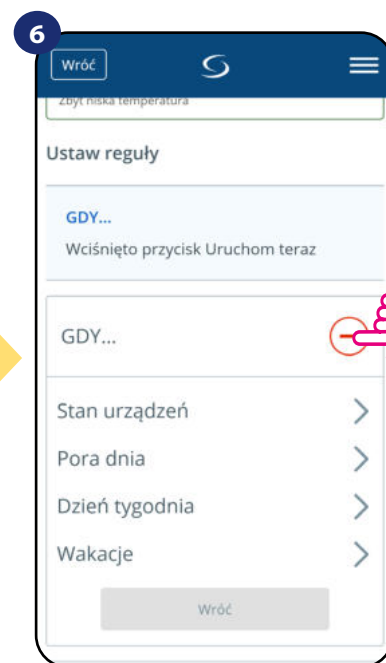 6
Wróć
Zbyt niska temperatura
Ustaw reguły
GDY...
Wciśnięto przycisk Uruchom teraz
GDY...
Stan urządzeń
Pora dnia
Dzień tygodnia
Wakacje
Wróć